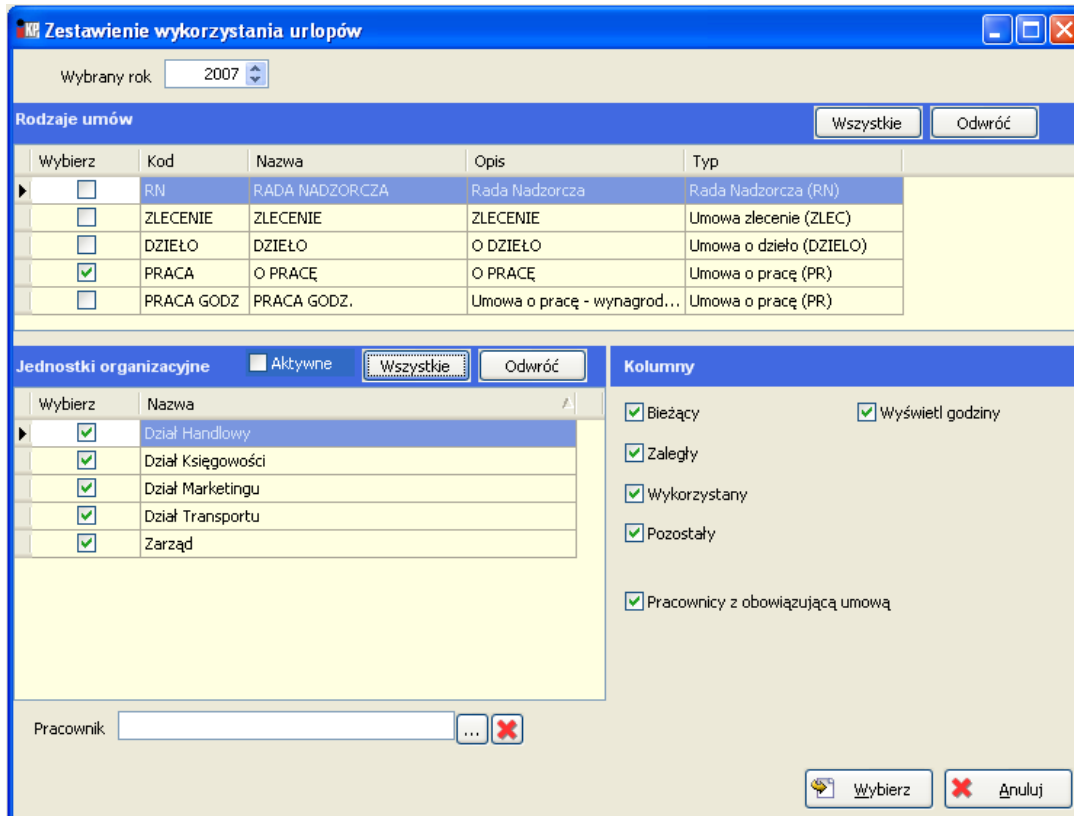 iKP Zestawienie wykorzystania urlopów
Wybrany rok 2007
Rodzaje umów Wszystkie Odwróć
Wybierz Kod Nazwa Opis Typ
RN RADA NADZORCZA Rada Nadzorcza Rada Nadzorcza (RN)
ZLECENIE ZLECENIE ZLECENIE Umowa zlecenie (ZLEC)
DZIEŁO DZIEŁO O DZIEŁO Umowa o dzieło (DZIELO)
PRACA O PRACĘ O PRACĘ Umowa o pracę (PR)
PRACA GODZ PRACA GODZ. Umowa o pracę - wynagrod... Umowa o pracę (PR)
Jednostki organizacyjne Aktywne Wszystkie Odwróć
Wybierz Nazwa
Dział Handlowy
Dział Księgowości
Dział Marketingu
Dział Transportu
Zarząd
Kolumny
Bieżący Wyświetl godziny
Zaległy
Wykorzystany
Pozostały
Pracownicy z obowiązującą umową
Pracownik ...
Wybierz Anuluj